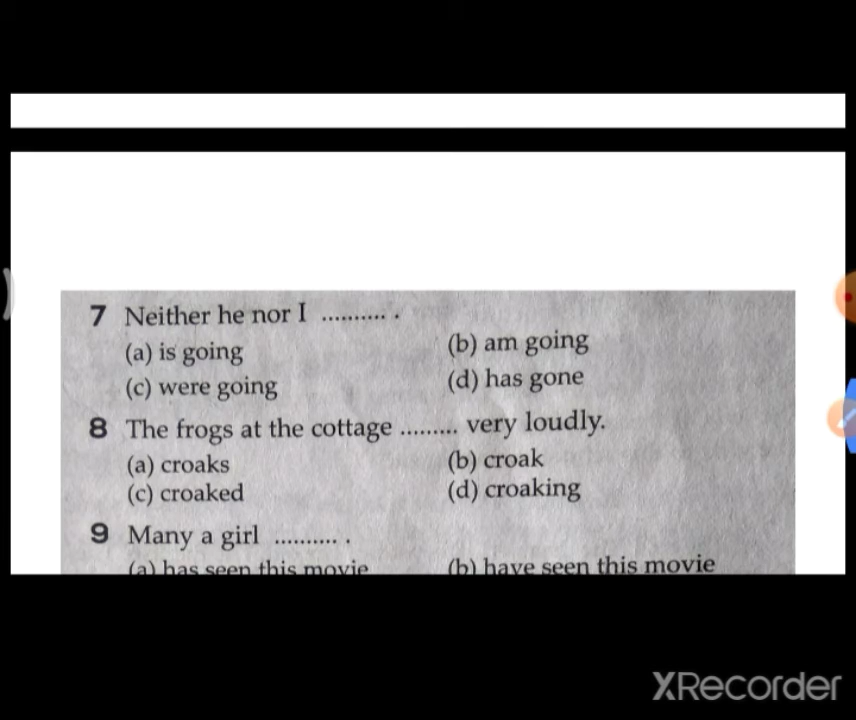 7 Neither he nor I .......... .
(a) is going (b) am going
(c) were going (d) has gone
8 The frogs at the cottage ......... very loudly.
(a) croaks (b) croak
(c) croaked (d) croaking
9 Many a girl .......... .
(a) has seen this movie (b) have seen this movie
XRecorder